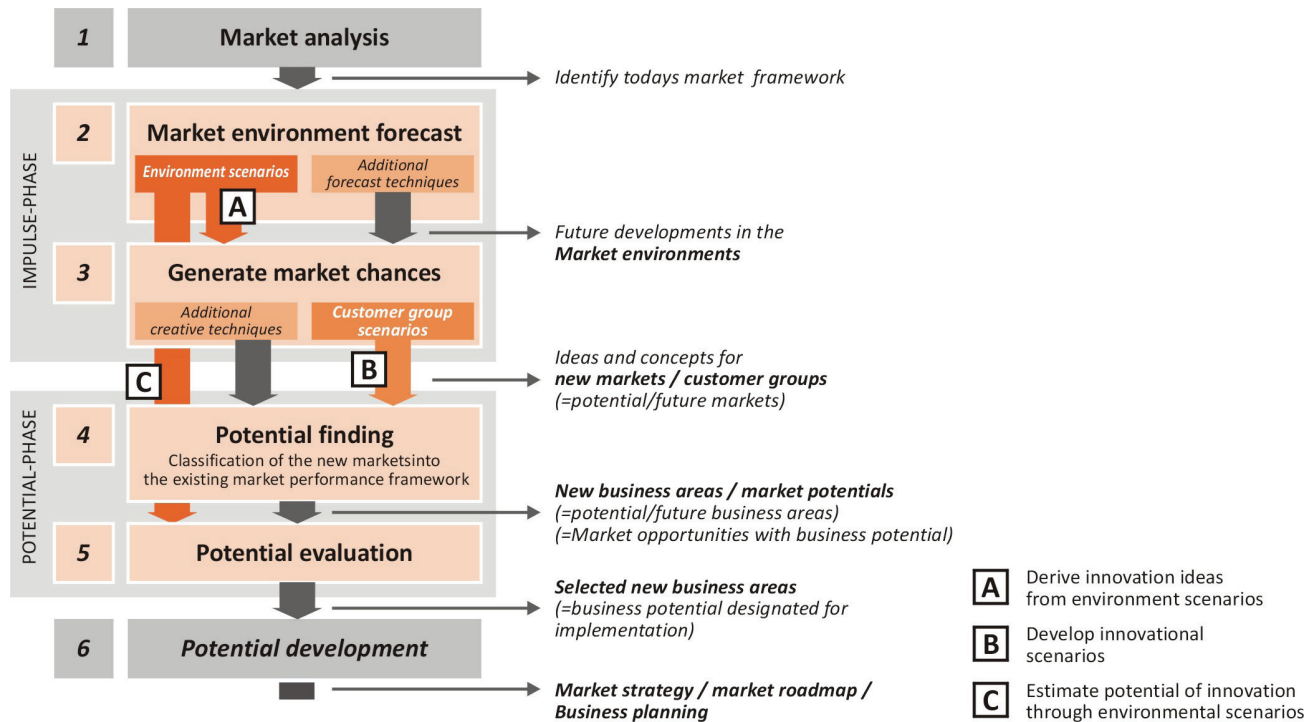 1
Market analysis
Identify todays market framework
IMPULSE-PHASE
2
Market environment forecast
Environment scenarios
Additional
forecast techniques
A
Future developments in the
Market environments
3
Generate market chances
Additional
creative techniques
Customer group
scenarios
C
B
Ideas and concepts for
new markets / customer groups
(=potential/future markets)
POTENTIAL-PHASE
4
Potential finding
Classification of the new marketsinto
the existing market performance framework
New business areas / market potentials
(=potential/future business areas)
(=Market opportunities with business potential)
5
Potential evaluation
Selected new business areas
(=business potential designated for
implementation)
6
Potential development
Market strategy / market roadmap /
Business planning
A
Derive innovation ideas
from environment scenarios
B
Develop innovational
scenarios
C
Estimate potential of innovation
through environmental scenarios